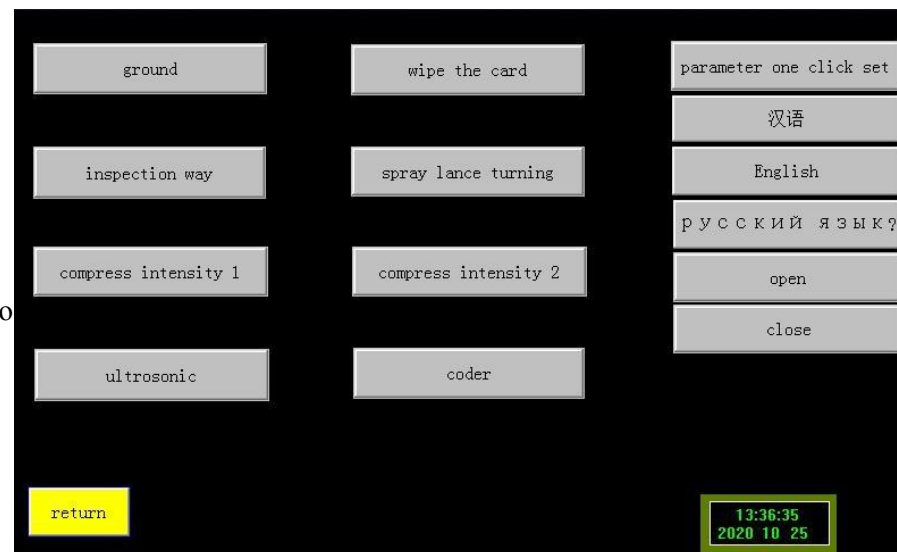 ground
wipe the card
parameter one click set
汉语
inspection way
spray lance turning
English
русский язык?
compress intensity 1
compress intensity 2
open
o
close
ultrosonic
coder
return
13:36:35
2020 10 25